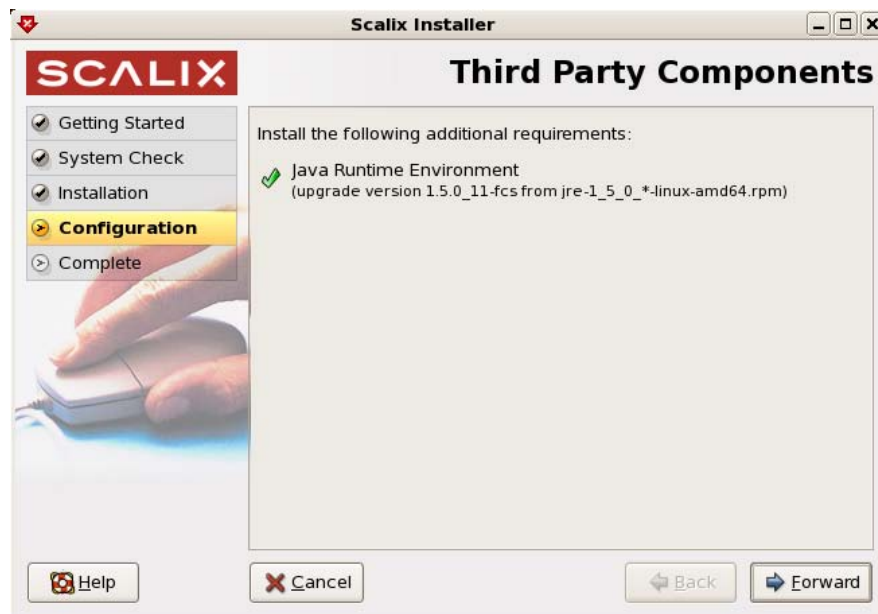 Scalix Installer
SCALIX
Third Party Components
Getting Started
System Check
Installation
Configuration
Complete
Install the following additional requirements:
Java Runtime Environment
(upgrade version 1.5.0_11-fcs from jre-1_5_0_*-linux-amd64.rpm)
Help
Cancel
Back
Forward